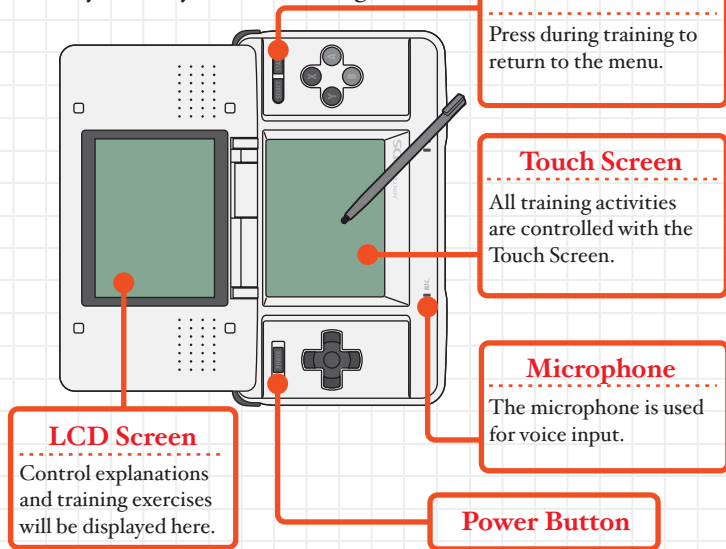 Press during training to
return to the menu.
Touch Screen
All training activities
are controlled with the
Touch Screen.
MIC.
Microphone
The microphone is used
for voice input.
LCD Screen
Control explanations
and training exercises
will be displayed here.
Power Button
A
B
X
Y